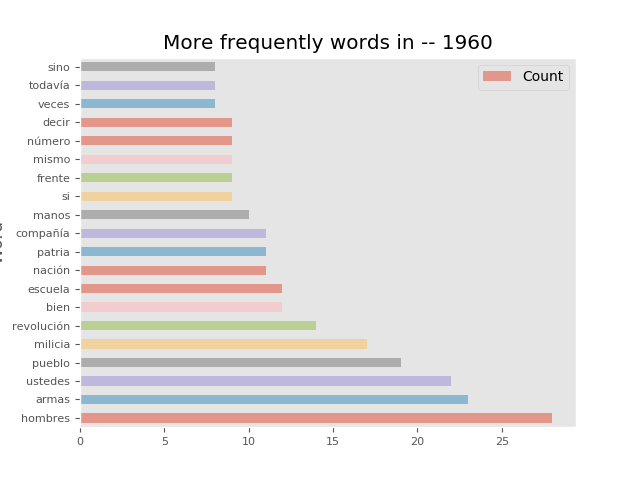 More frequently words in -- 1960
Count
sino
todavía
veces
decir
número
mismo
frente
si
manos
compañía
patria
nación
escuela
bien
revolución
milicia
pueblo
ustedes
armas
hombres
0 5 10 15 20 25